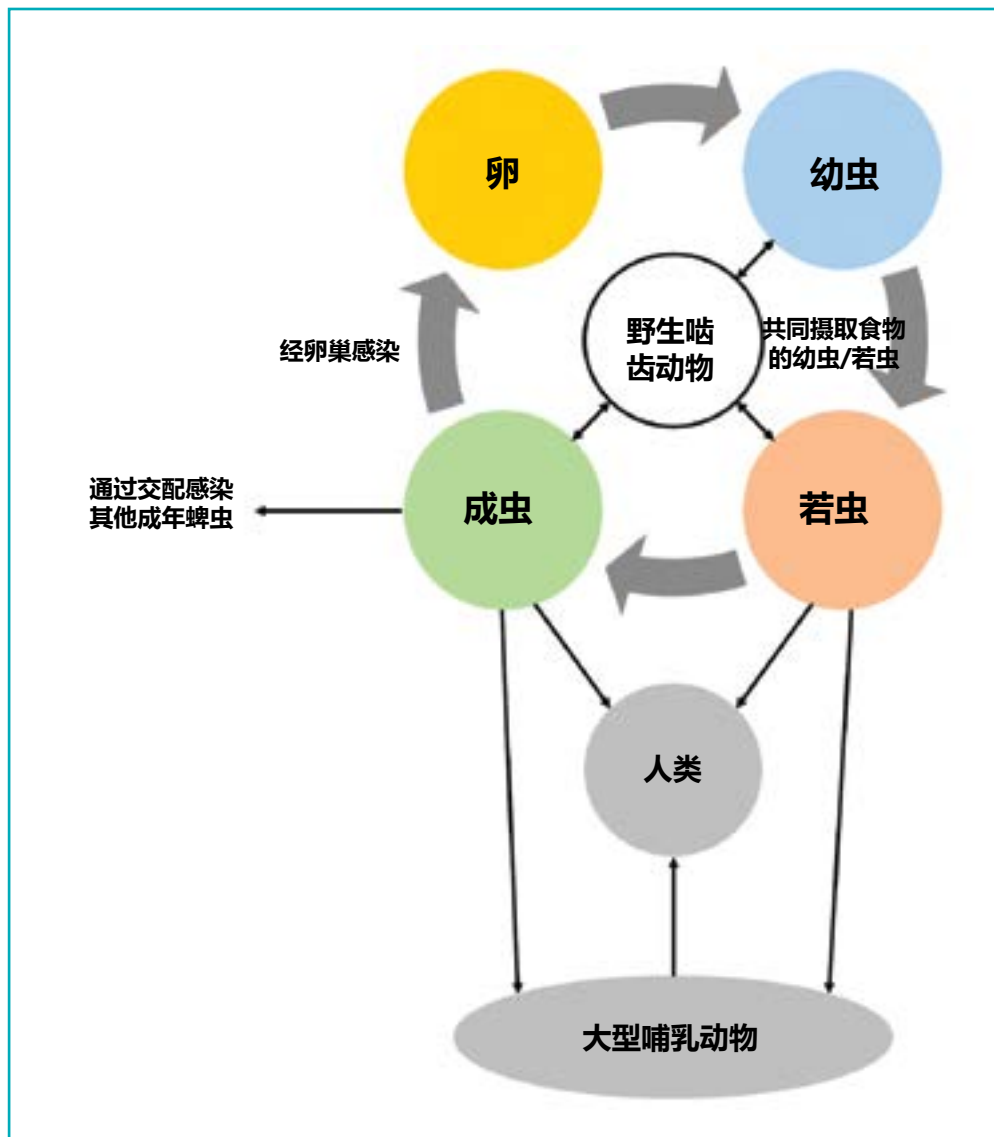 卵
幼虫
野生啮
齿动物
共同摄取食物
的幼虫/若虫
经卵巢感染
成虫
若虫
通过交配感染
其他成年蜱虫
人类
大型哺乳动物